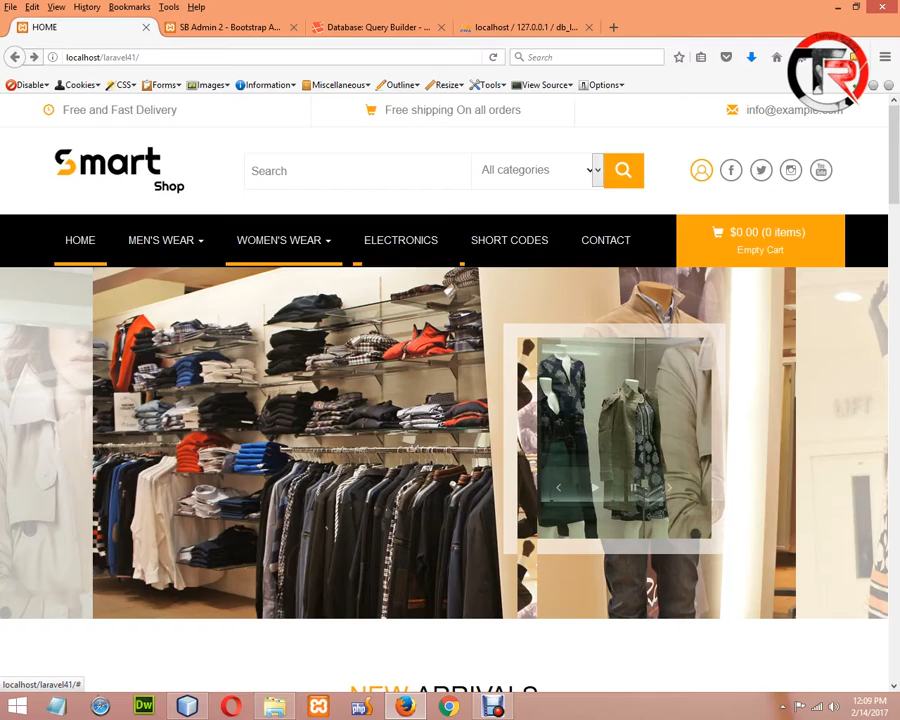 File Edit View History Bookmarks Tools Help
HOME
SB Admin 2 - Bootstrap A...
Database: Query Builder - ...
localhost / 127.0.0.1 / db_l...
localhost/laravel41/
Search
Disable Cookies CSS Forms Images Information Miscellaneous Outline Resize Tools View Source Options
Free and Fast Delivery
Free shipping On all orders
info@example.com
Smart
Shop
Search
All categories
You
HOME
MEN'S WEAR
WOMEN'S WEAR
ELECTRONICS
SHORT CODES
CONTACT
$0.00 (0 items)
Empty Cart
NEW ARRIVALS
localhost/laravel41/#
Dw
php
12:09 PM
2/14/2017